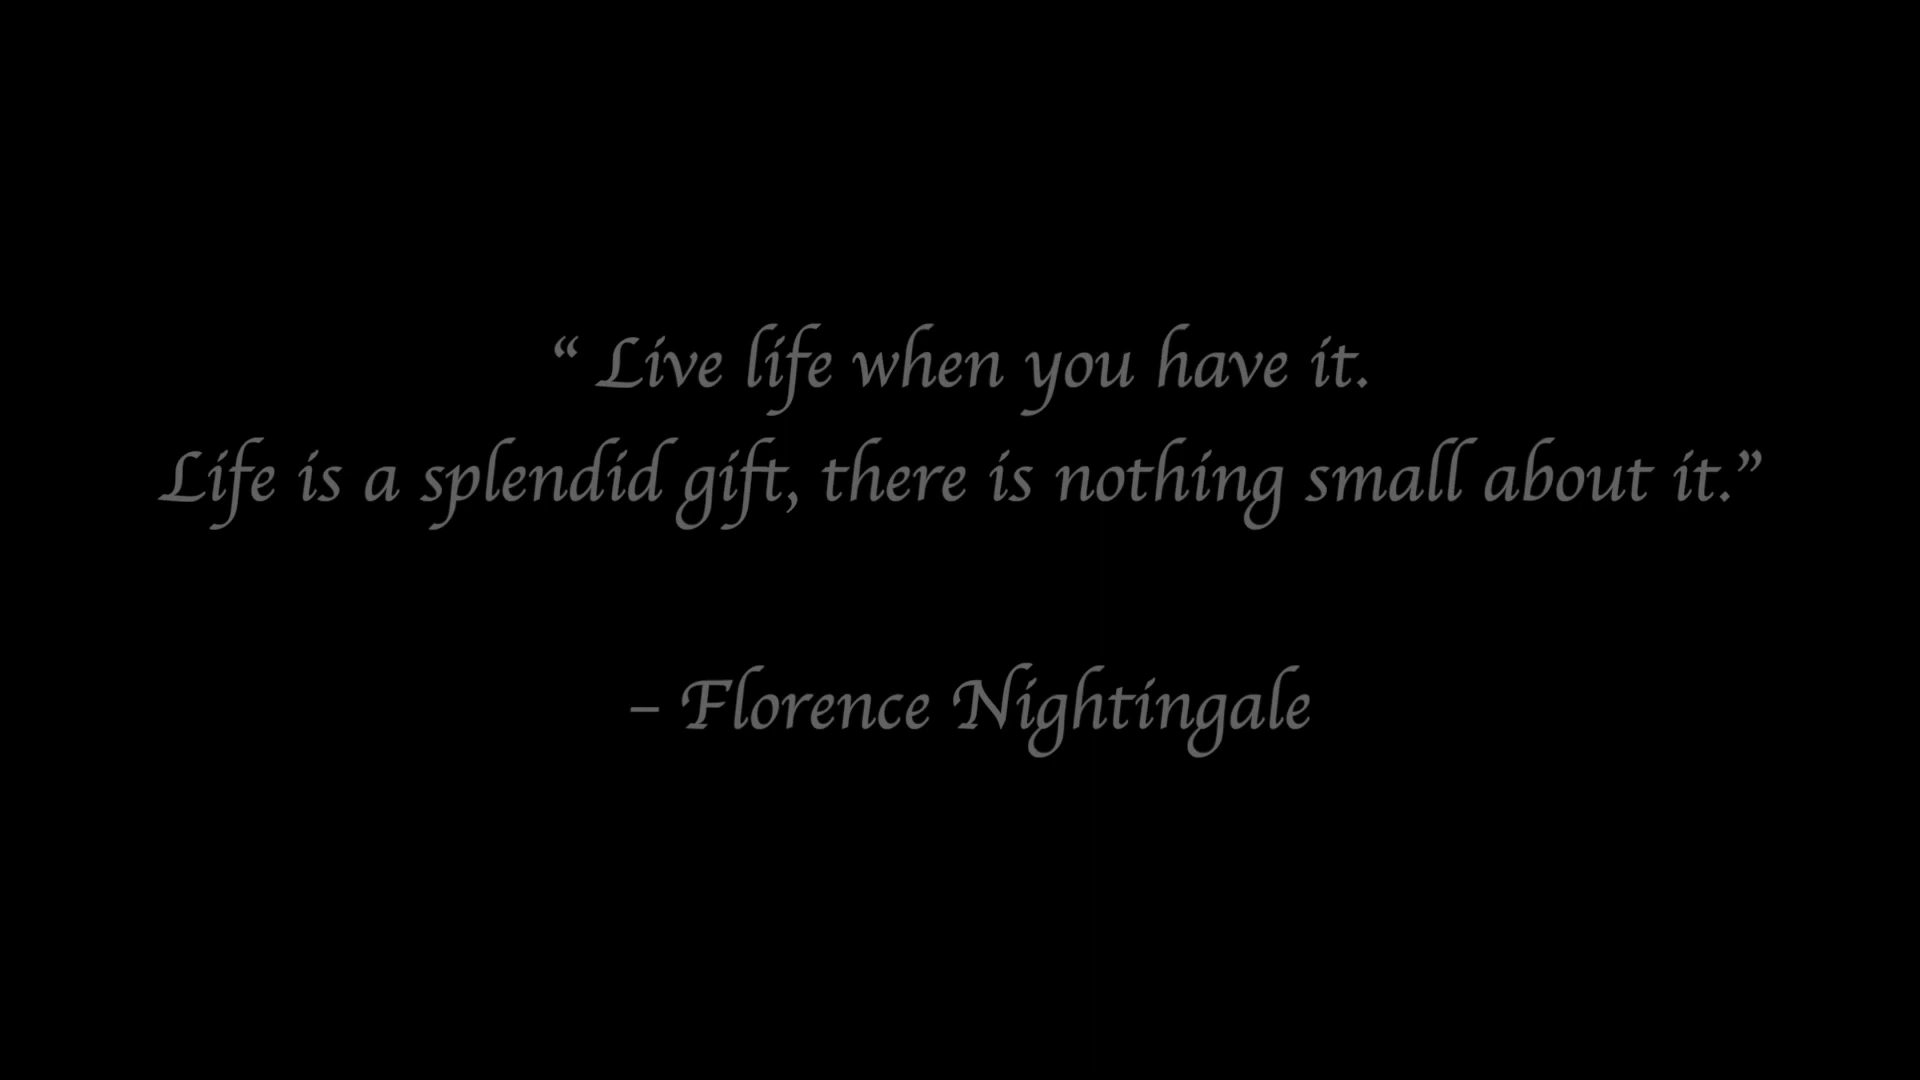 “ Live life when you have it.
Life is a splendid gift, there is nothing small about it.”
– Florence Nightingale